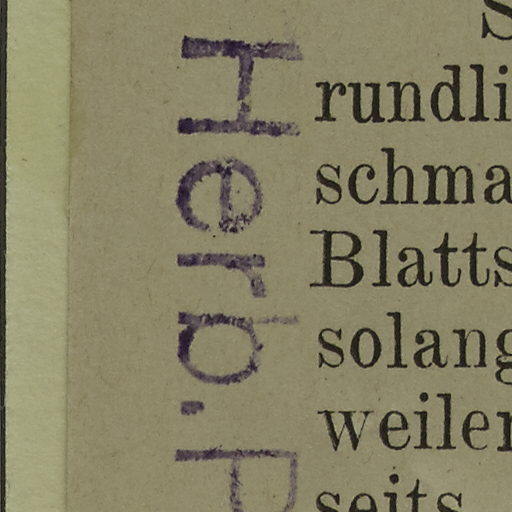 Herb. P
S
rundli
schma
Blatts
solang
weiler
seits